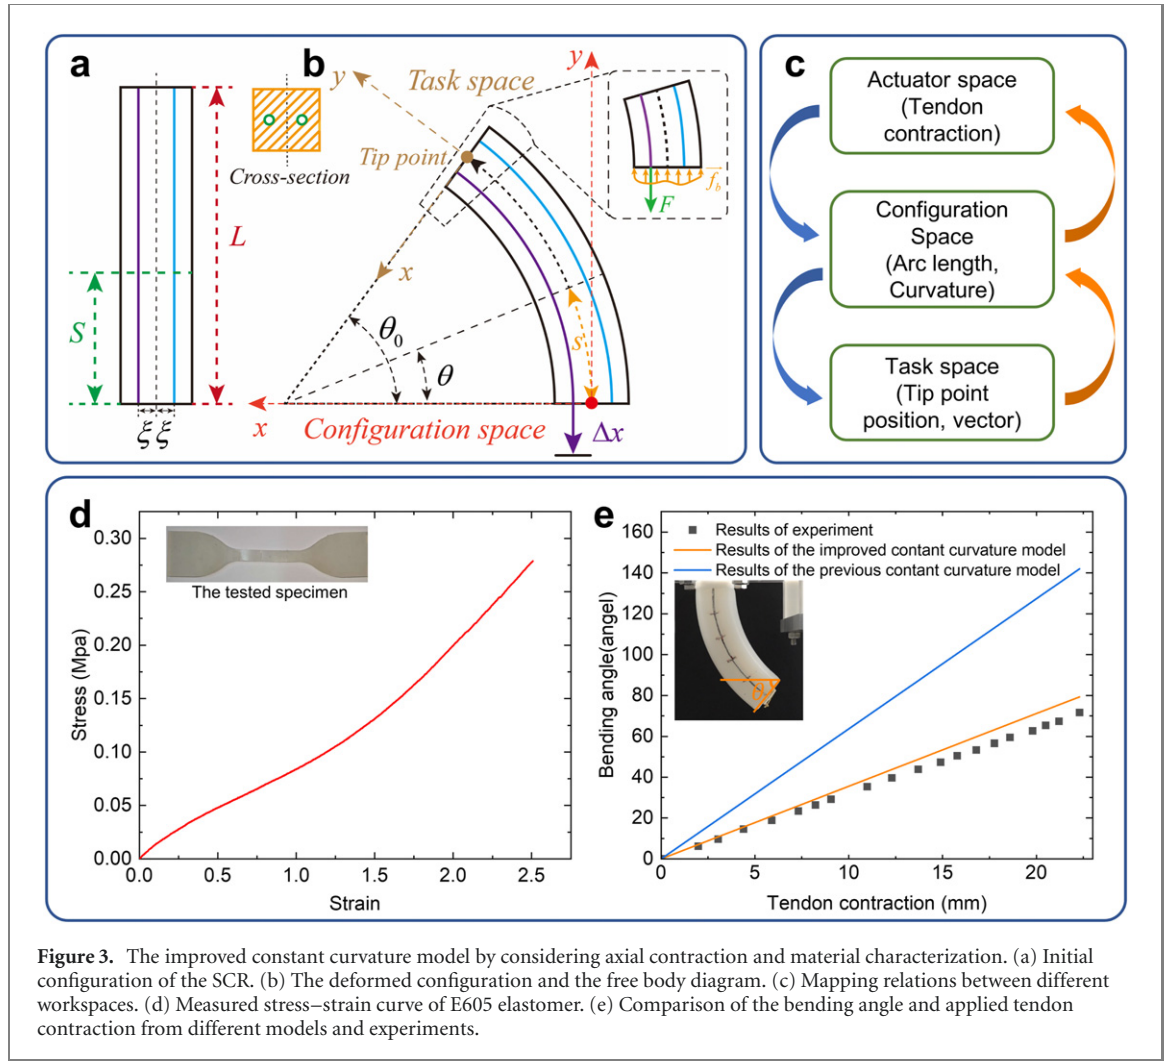 a
Cross-section
L
S
ξ ξ
b
y
Task space
Tip point
x
θ₀
θ
s
y
x
Configuration space
Δx
F
f_b
c
Actuator space
(Tendon
contraction)
Configuration
Space
(Arc length,
Curvature)
Task space
(Tip point
position, vector)
d
0.30
0.25
0.20
0.15
0.10
0.05
0.00
Stress (Mpa)
The tested specimen
0.0 0.5 1.0 1.5 2.0 2.5
Strain
e
160
140
120
100
80
60
40
20
0
Bending angle(angel)
Results of experiment
Results of the improved contant curvature model
Results of the previous contant curvature model
θ
0 5 10 15 20
Tendon contraction (mm)
Figure 3. The improved constant curvature model by considering axial contraction and material characterization. (a) Initial
configuration of the SCR. (b) The deformed configuration and the free body diagram. (c) Mapping relations between different
workspaces. (d) Measured stress–strain curve of E605 elastomer. (e) Comparison of the bending angle and applied tendon
contraction from different models and experiments.